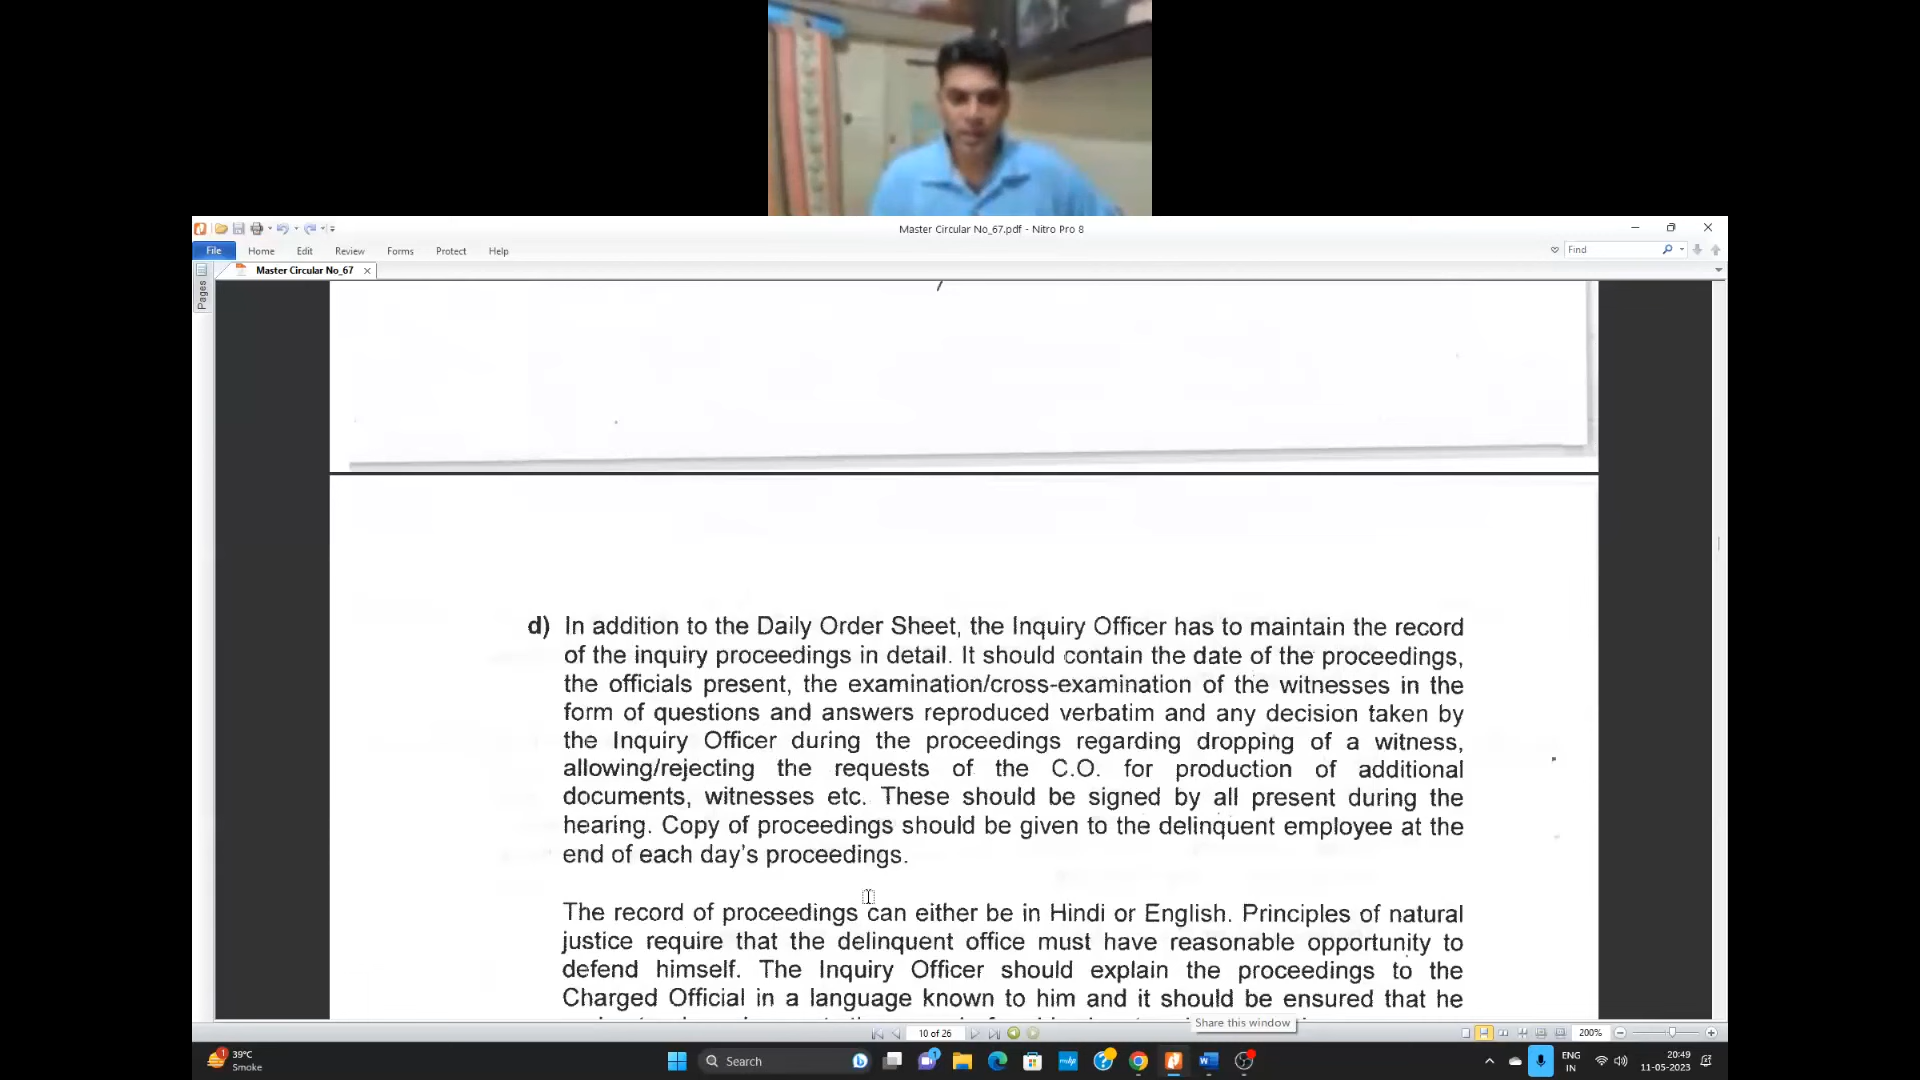 Master Circular No_67.pdf - Nitro Pro 8
File Home Edit Review Forms Protect Help Find
Master Circular No_67
Pages
d) In addition to the Daily Order Sheet, the Inquiry Officer has to maintain the record
of the inquiry proceedings in detail. It should contain the date of the proceedings,
the officials present, the examination/cross-examination of the witnesses in the
form of questions and answers reproduced verbatim and any decision taken by
the Inquiry Officer during the proceedings regarding dropping of a witness,
allowing/rejecting the requests of the C.O. for production of additional
documents, witnesses etc. These should be signed by all present during the
hearing. Copy of proceedings should be given to the delinquent employee at the
end of each day's proceedings.
The record of proceedings can either be in Hindi or English. Principles of natural
justice require that the delinquent office must have reasonable opportunity to
defend himself. The Inquiry Officer should explain the proceedings to the
Charged Official in a language known to him and it should be ensured that he
Share this window
10 of 26
200%
39°C
Smoke
Search
ENG
IN
20:49
11-05-2023